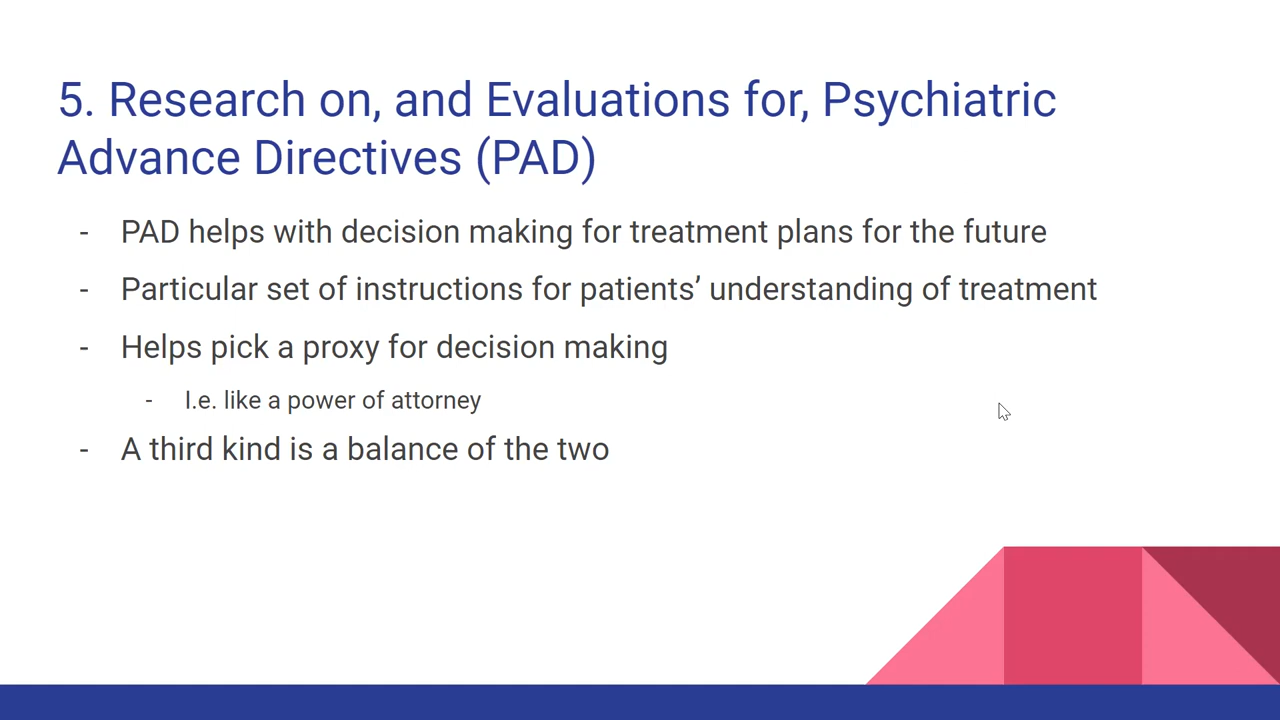 5. Research on, and Evaluations for, Psychiatric
Advance Directives (PAD)
- PAD helps with decision making for treatment plans for the future
- Particular set of instructions for patients’ understanding of treatment
- Helps pick a proxy for decision making
- I.e. like a power of attorney
- A third kind is a balance of the two